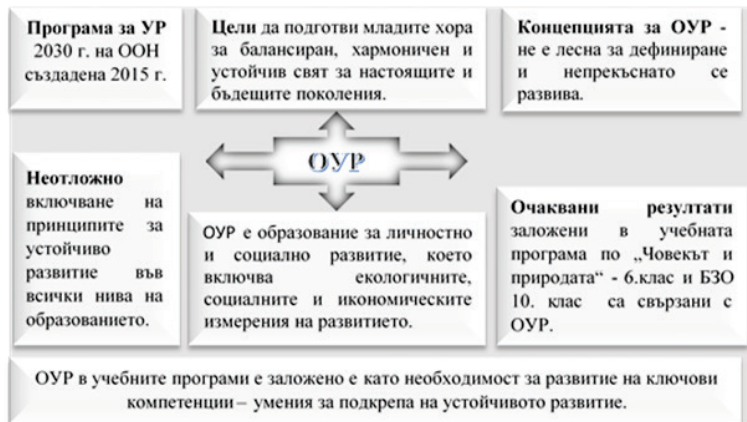 Програма за УР
2030 г. на ООН
създадена 2015 г.
Цели да подготви младите хора
за балансиран, хармоничен и
устойчив свят за настоящите и
бъдещите поколения.
Концепцията за ОУР -
не е лесна за дефиниране
и непрекъснато се
развива.
ОУР
Неотложно
включване на
принципите за
устойчиво
развитие във
всички нива на
образованието.
ОУР е образование за личностно
и социално развитие, което
включва екологичните,
социалните и икономическите
измерения на развитието.
Очаквани резултати
заложени в учебната
програма по „Човекът и
природата“ - 6.клас и БЗО
10. клас са свързани с
ОУР.
ОУР в учебните програми е заложено е като необходимост за развитие на ключови
компетенции – умения за подкрепа на устойчивото развитие.